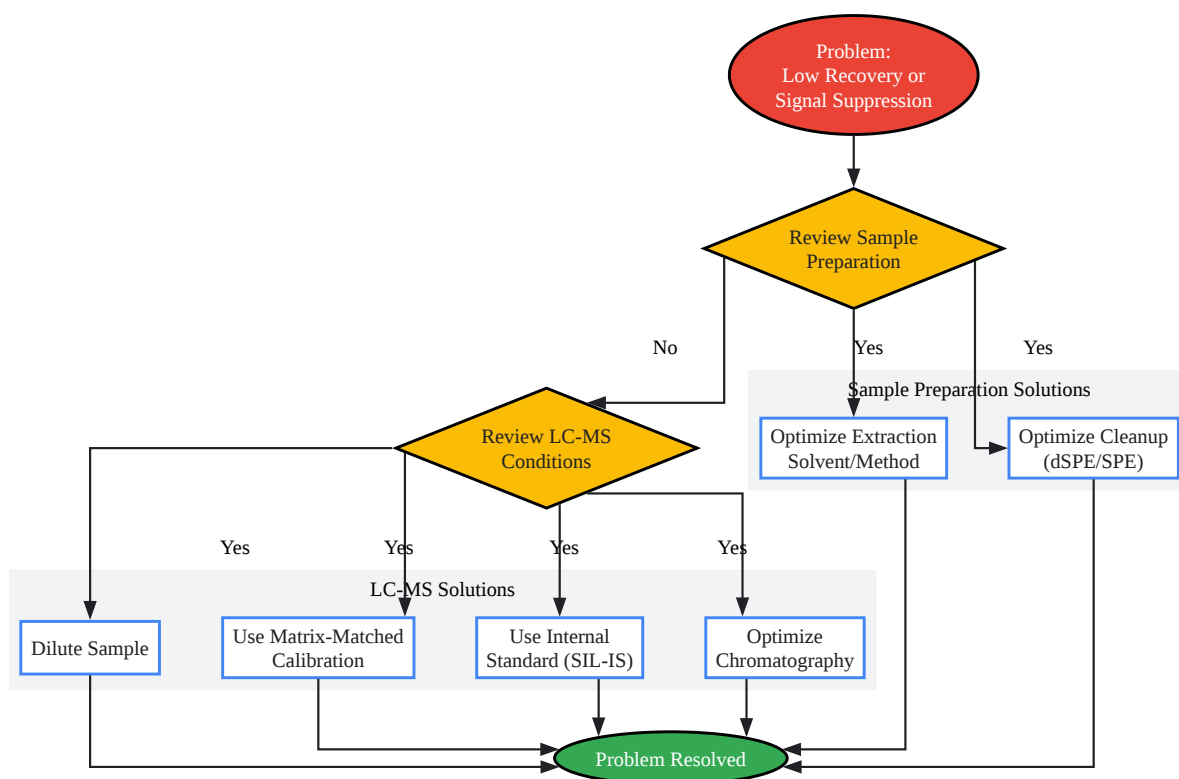 Problem:
Low Recovery or
Signal Suppression
Review Sample
Preparation
No
Yes
Yes
Sample Preparation Solutions
Review LC-MS
Conditions
Optimize Extraction
Solvent/Method
Optimize Cleanup
(dSPE/SPE)
Yes
Yes
Yes
Yes
LC-MS Solutions
Dilute Sample
Use Matrix-Matched
Calibration
Use Internal
Standard (SIL-IS)
Optimize
Chromatography
Problem Resolved